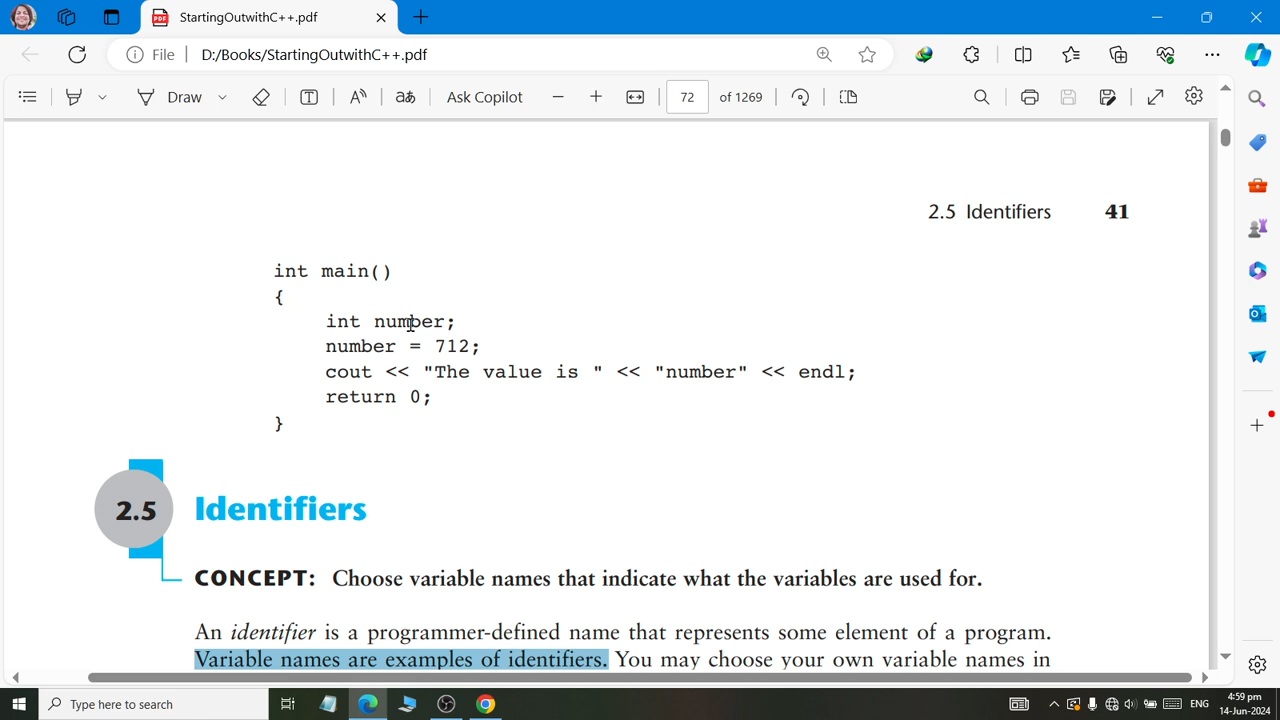 StartingOutwithC++.pdf
File D:/Books/StartingOutwithC++.pdf
Draw Ask Copilot 72 of 1269
2.5 Identifiers 41
int main()
{
int number;
number = 712;
cout << "The value is " << "number" << endl;
return 0;
}
2.5 Identifiers
CONCEPT: Choose variable names that indicate what the variables are used for.
An identifier is a programmer-defined name that represents some element of a program.
Variable names are examples of identifiers. You may choose your own variable names in
Type here to search
ENG
4:59 pm
14-Jun-2024